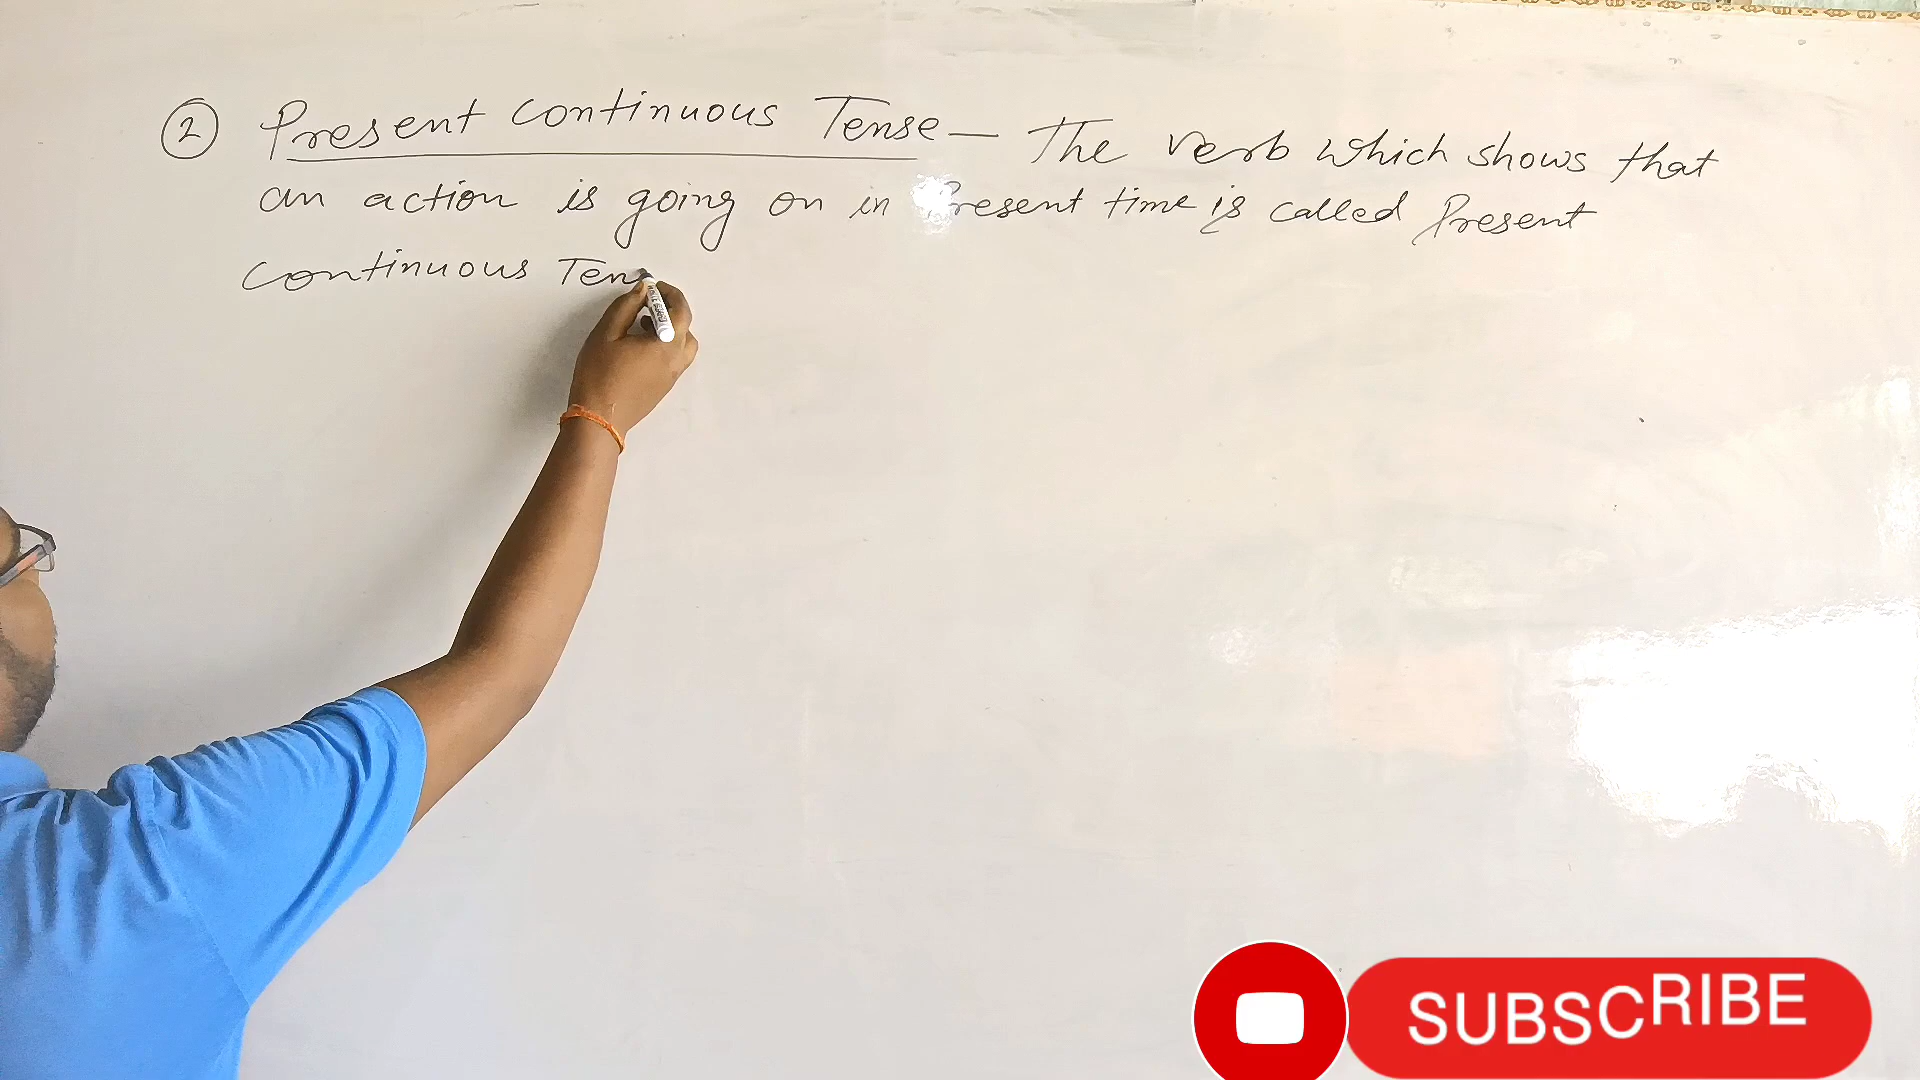 2 Present Continuous Tense — The verb which shows that
an action is going on in Present time is called Present
continuous Ten
SUBSCRIBE